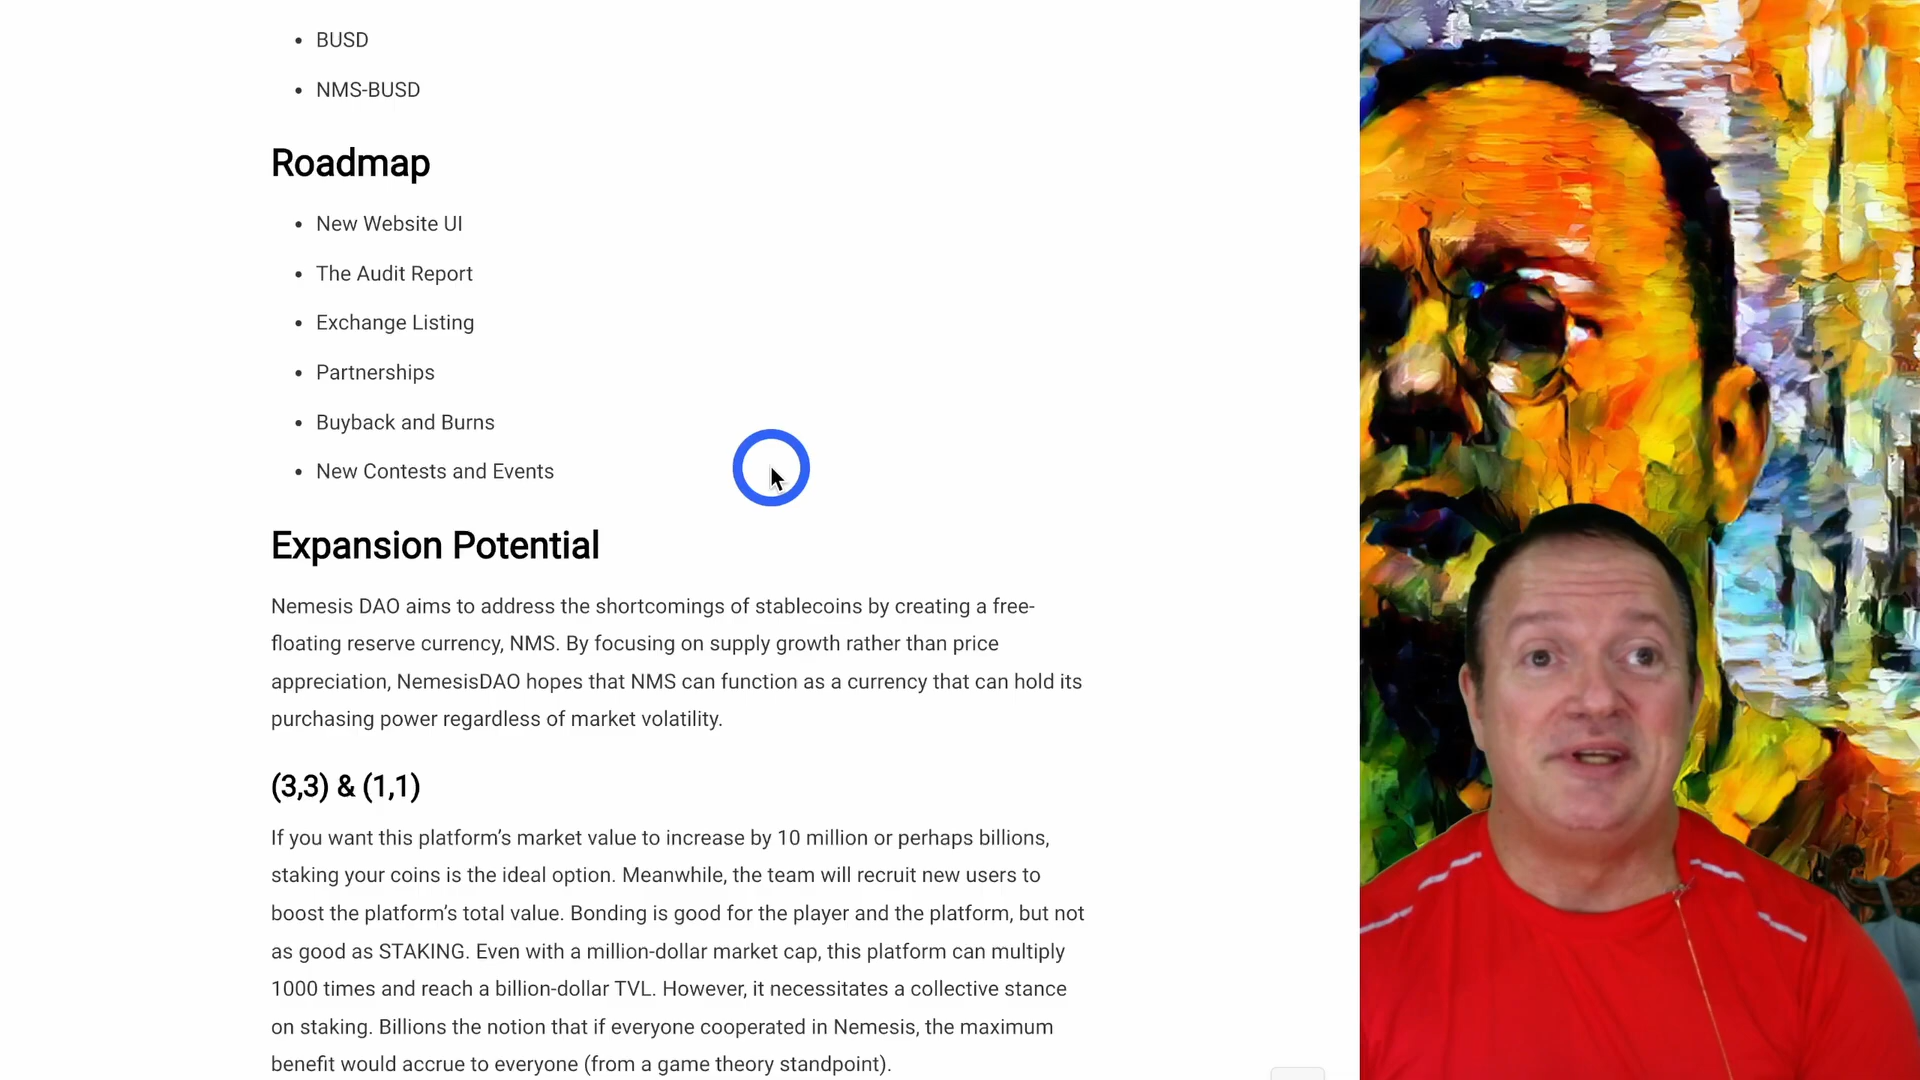 BUSD
NMS-BUSD
Roadmap
New Website UI
The Audit Report
Exchange Listing
Partnerships
Buyback and Burns
New Contests and Events
Expansion Potential
Nemesis DAO aims to address the shortcomings of stablecoins by creating a free-
floating reserve currency, NMS. By focusing on supply growth rather than price
appreciation, NemesisDAO hopes that NMS can function as a currency that can hold its
purchasing power regardless of market volatility.
(3,3) & (1,1)
If you want this platform’s market value to increase by 10 million or perhaps billions,
staking your coins is the ideal option. Meanwhile, the team will recruit new users to
boost the platform’s total value. Bonding is good for the player and the platform, but not
as good as STAKING. Even with a million-dollar market cap, this platform can multiply
1000 times and reach a billion-dollar TVL. However, it necessitates a collective stance
on staking. Billions the notion that if everyone cooperated in Nemesis, the maximum
benefit would accrue to everyone (from a game theory standpoint).